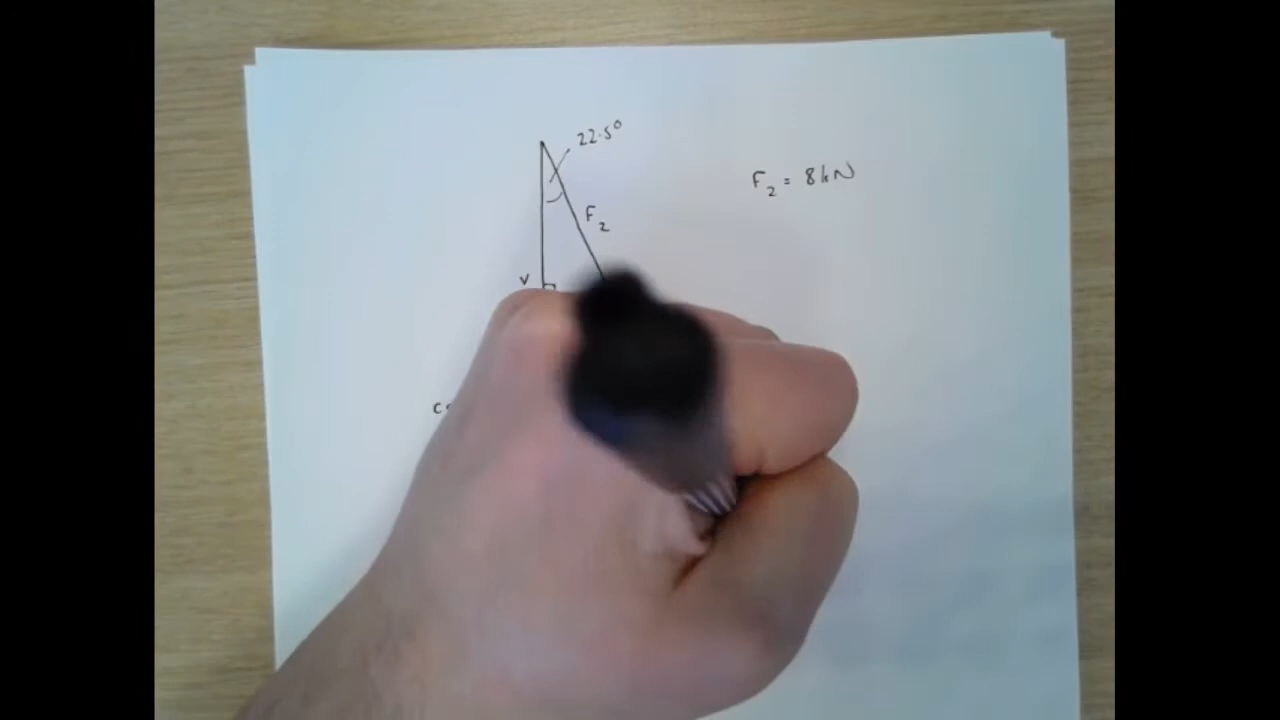 22.5°
F₂ = 8kN
F₂
V